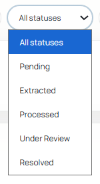 All statuses
All statuses
Pending
Extracted
Processed
Under Review
Resolved